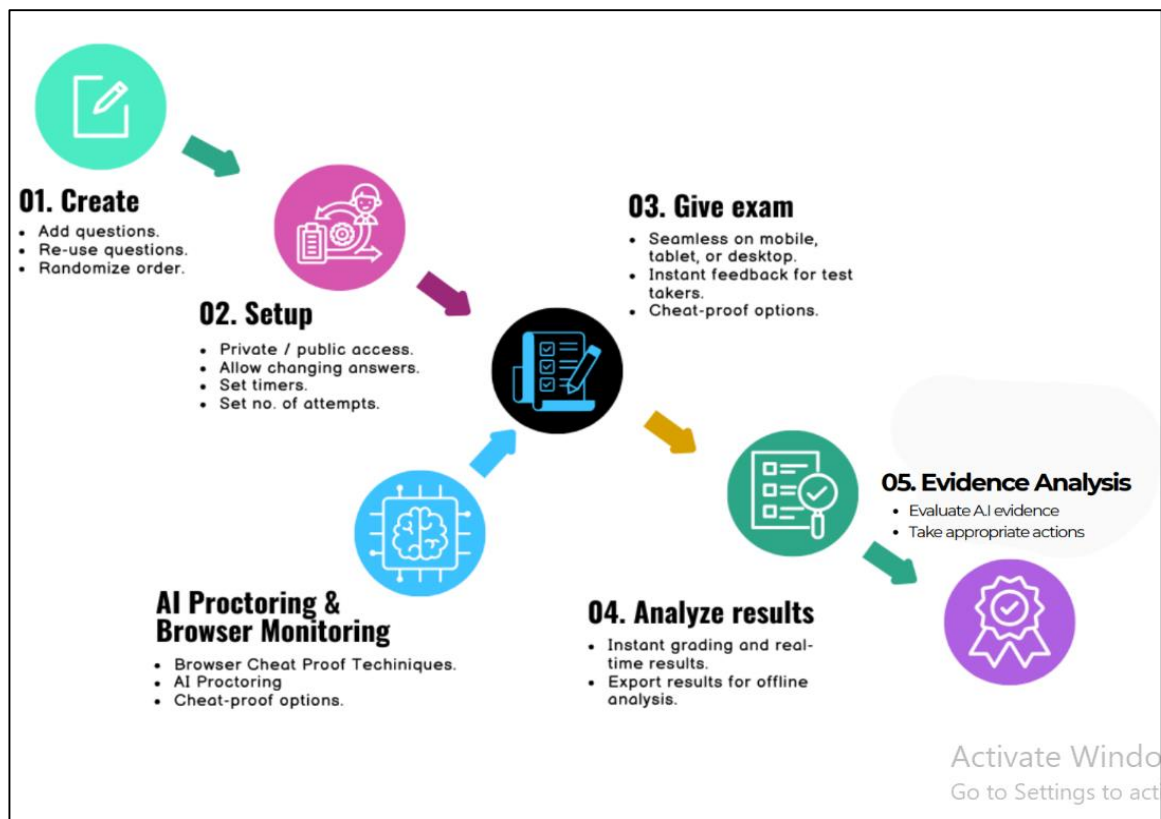 01. Create
• Add questions.
• Re-use questions.
• Randomize order.
02. Setup
• Private / public access.
• Allow changing answers.
• Set timers.
• Set no. of attempts.
03. Give exam
• Seamless on mobile,
tablet, or desktop.
• Instant feedback for test
takers.
• Cheat-proof options.
AI Proctoring &
Browser Monitoring
• Browser Cheat Proof Techiniques.
• AI Proctoring
• Cheat-proof options.
04. Analyze results
• Instant grading and real-
time results.
• Export results for offline
analysis.
05. Evidence Analysis
• Evaluate A.I evidence
• Take appropriate actions
Activate Windo
Go to Settings to act